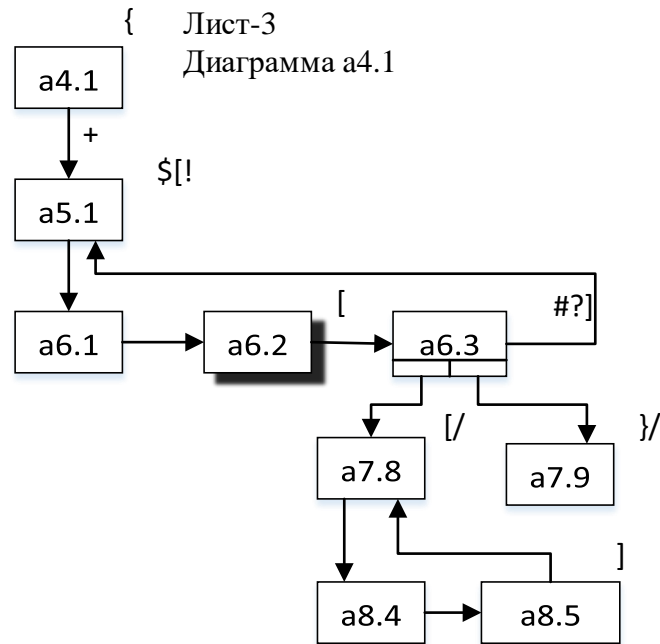 { Лист-3
Диаграмма a4.1
a4.1
+
$[!
a5.1
[ #?]
a6.1 a6.2 a6.3
[/ }/
a7.8 a7.9
]
a8.4 a8.5